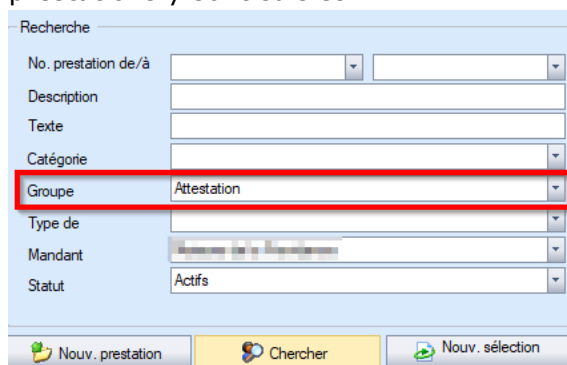 Recherche
No. prestation de/à
Description
Texte
Catégorie
Groupe Attestation
Type de
Mandant
Statut Actifs
Nouv. prestation Chercher Nouv. sélection